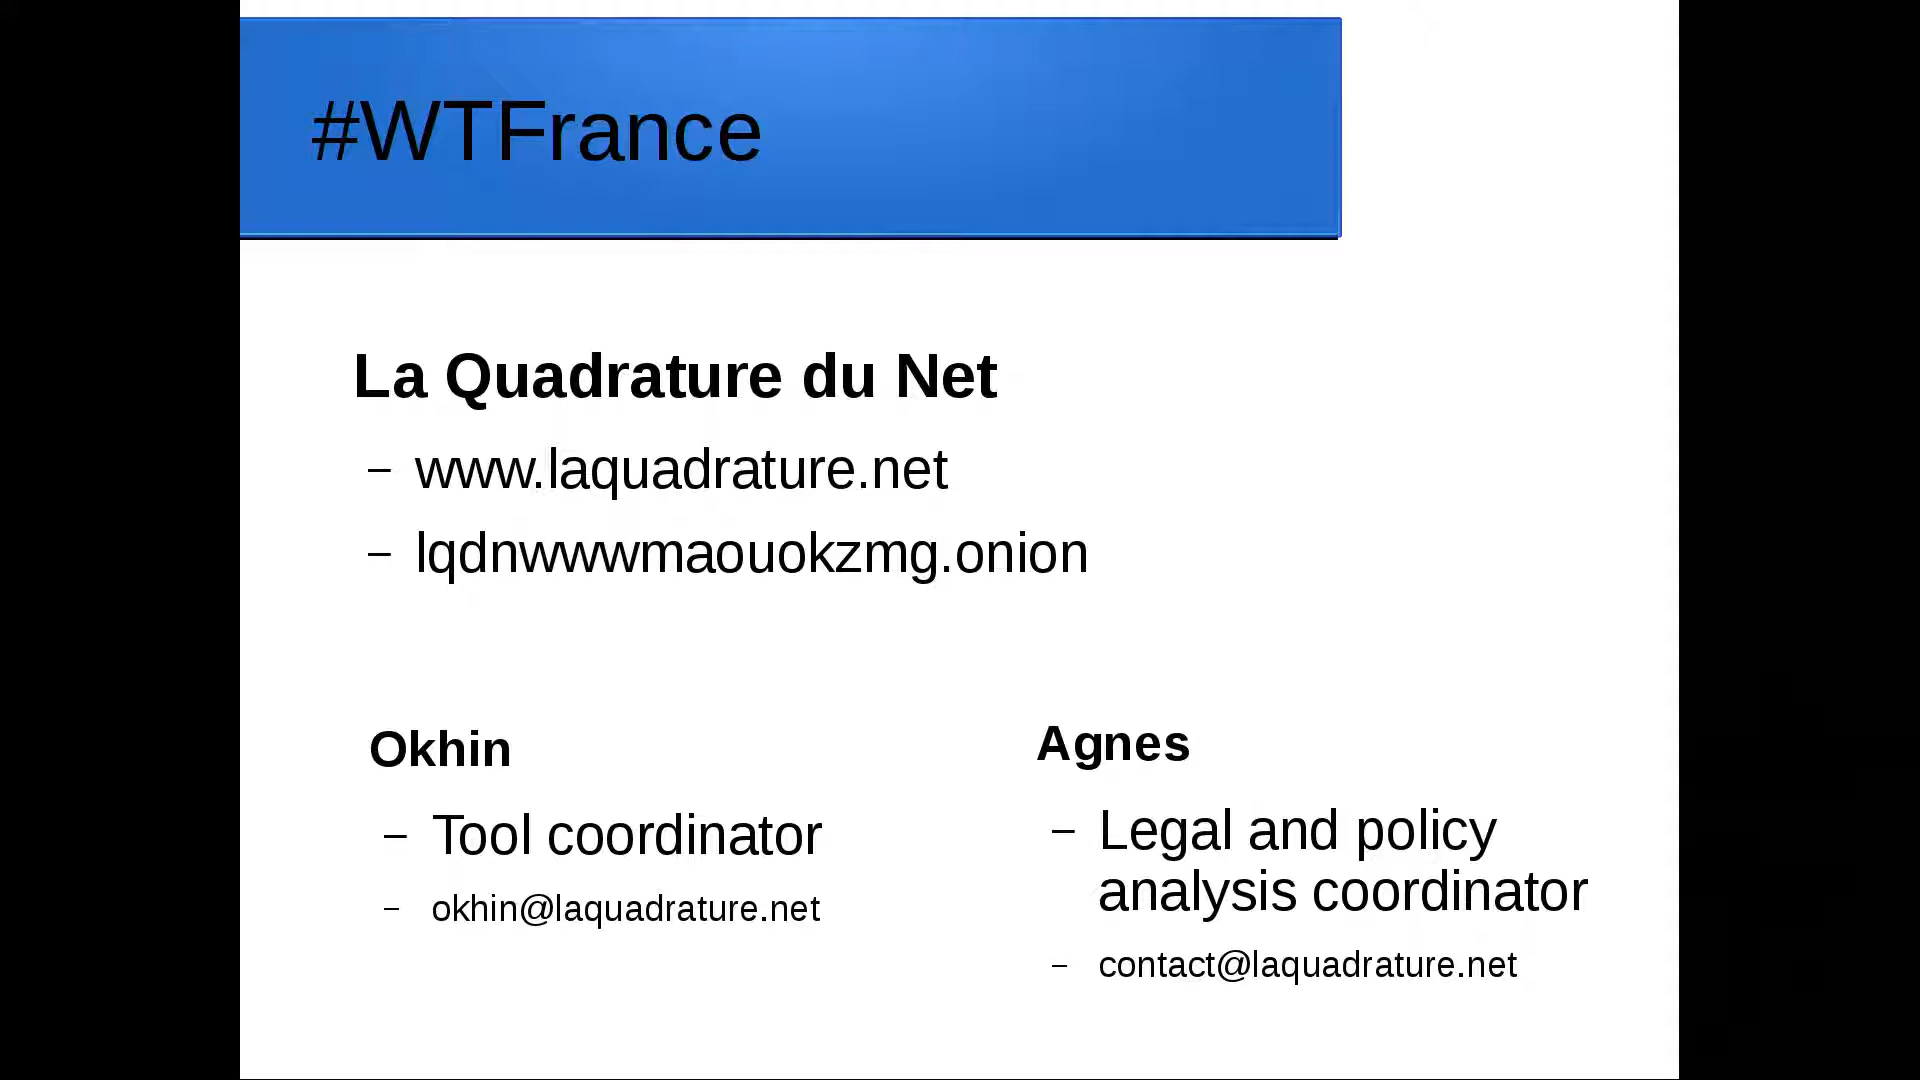 #WTFrance
La Quadrature du Net
– www.laquadrature.net
– lqdnwwwmaouokzmg.onion
Okhin
– Tool coordinator
– okhin@laquadrature.net
Agnes
– Legal and policy
analysis coordinator
– contact@laquadrature.net